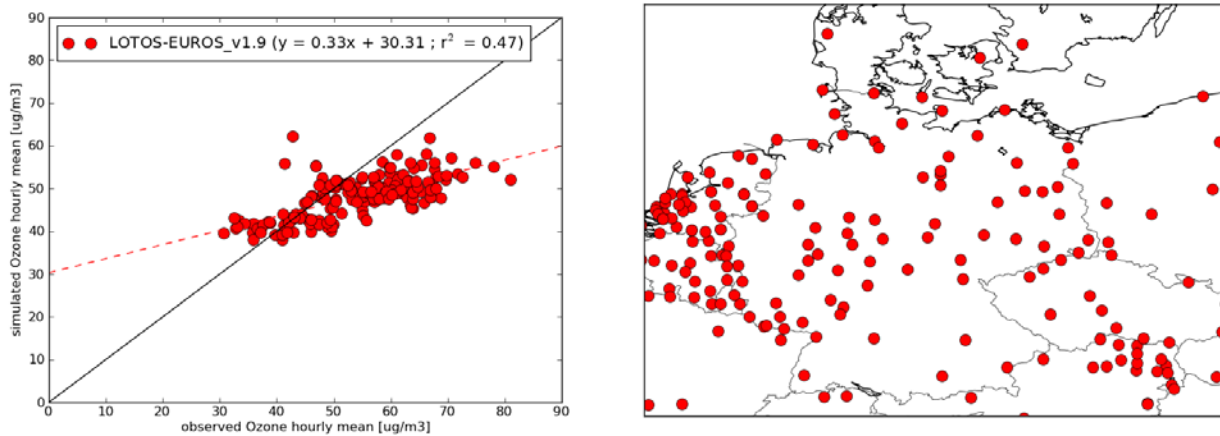 LOTOS-EUROS_v1.9 (y = 0.33x + 30.31 ; r² = 0.47)
90
80
70
60
50
40
30
20
10
0
simulated Ozone hourly mean [ug/m3]
0 10 20 30 40 50 60 70 80 90
observed Ozone hourly mean [ug/m3]